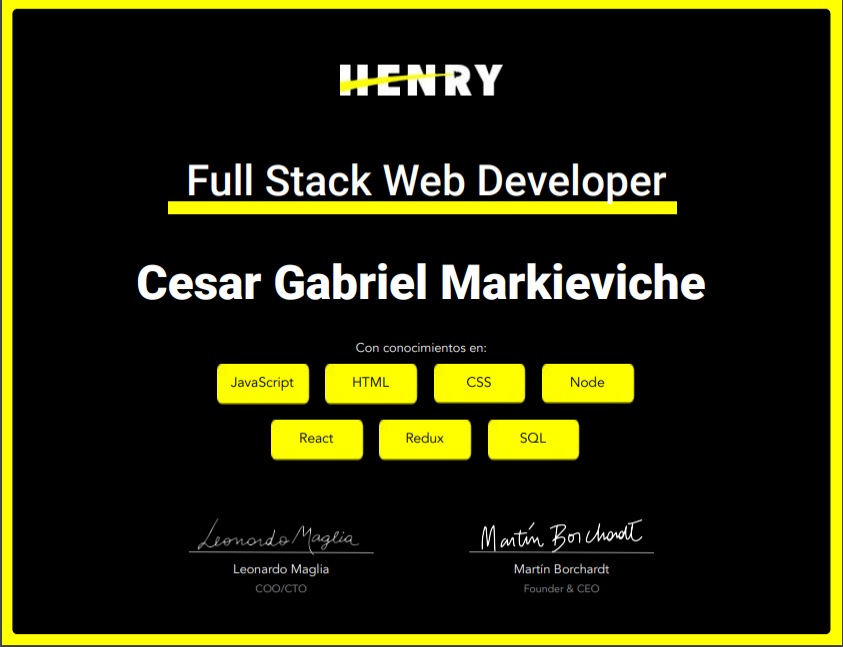 HENRY
Full Stack Web Developer
Cesar Gabriel Markieviche
Con conocimientos en:
JavaScript HTML CSS Node
React Redux SQL
Leonardo Maglia Martín Borchardt
Leonardo Maglia Martín Borchardt
COO/CTO Founder & CEO